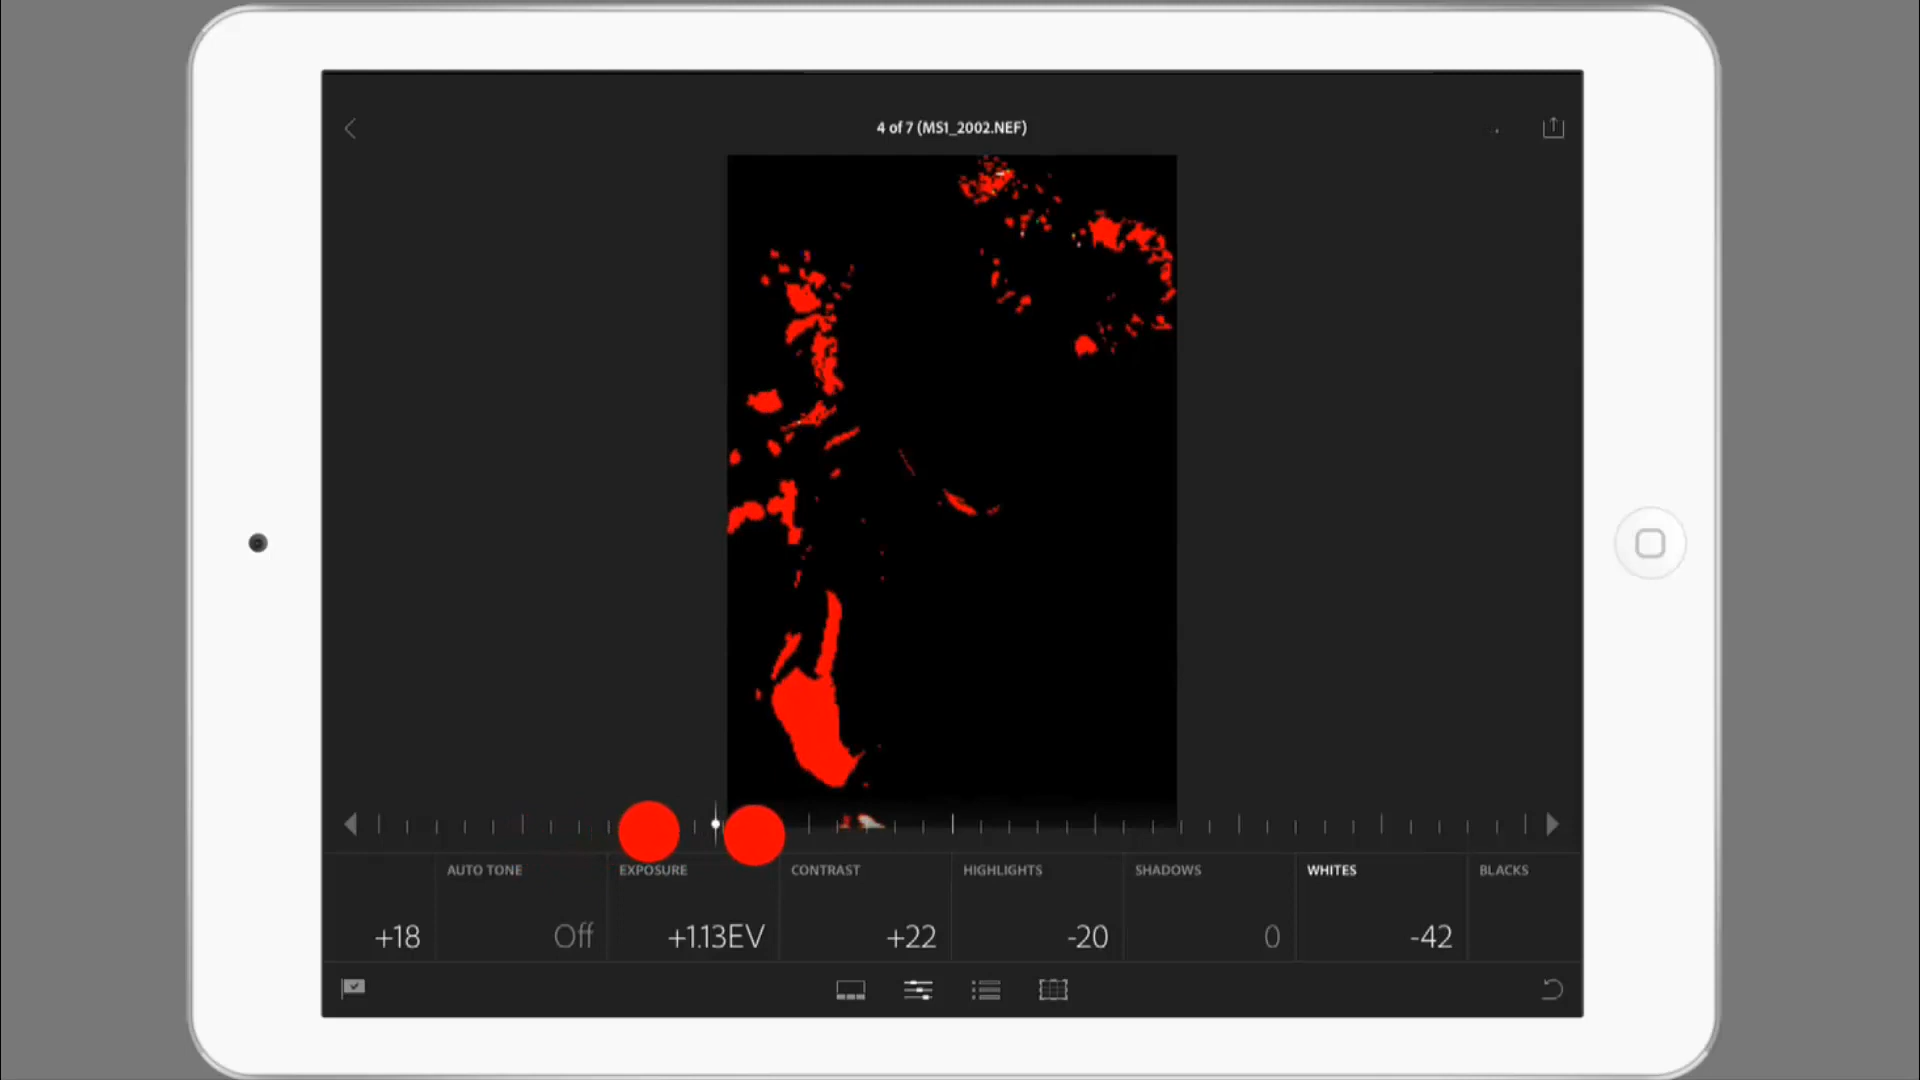 4 of 7 (MS1_2002.NEF)
AUTO TONE
EXPOSURE
CONTRAST
HIGHLIGHTS
SHADOWS
WHITES
BLACKS
+18
Off
+1.13EV
+22
-20
0
-42